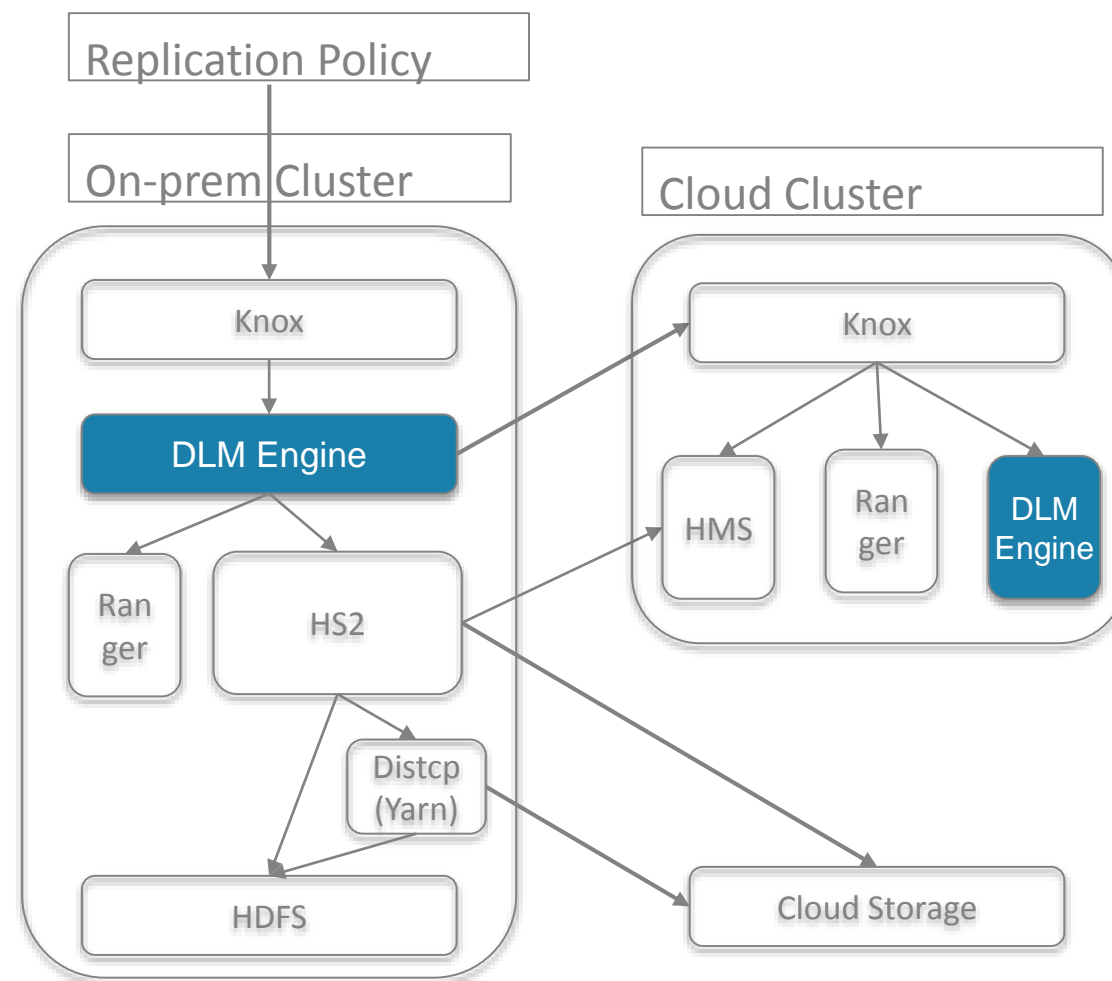 Replication Policy
On-prem Cluster
Cloud Cluster
Knox
Knox
DLM Engine
HMS
Ran
ger
DLM
Engine
Ran
ger
HS2
Distcp
(Yarn)
HDFS
Cloud Storage